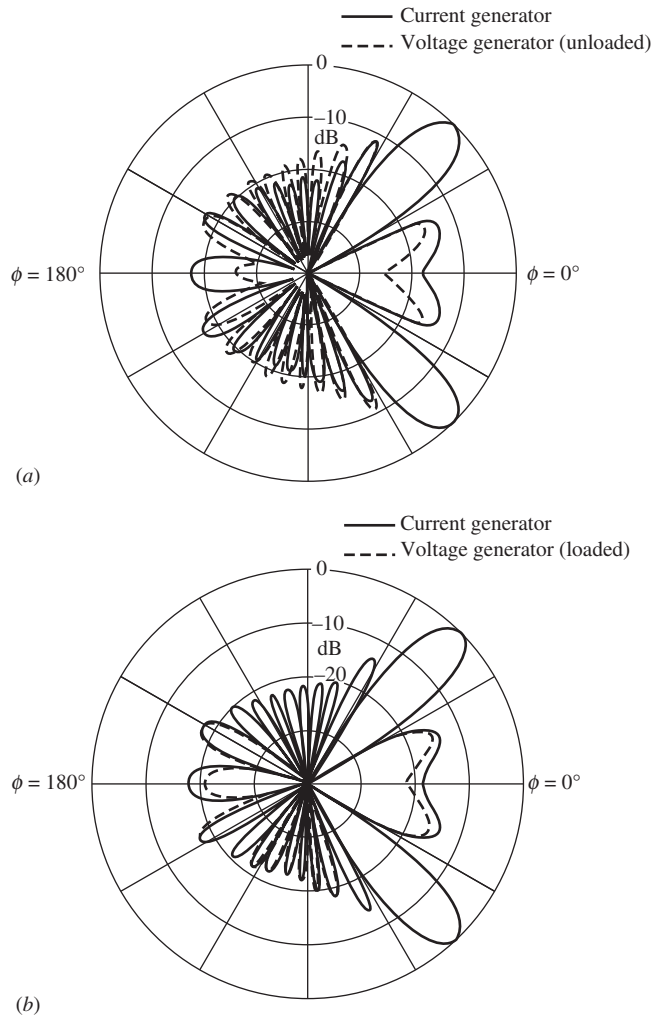 Current generator
Voltage generator (unloaded)
0
–10
dB
ϕ = 180°
ϕ = 0°
(a)
Current generator
Voltage generator (loaded)
0
–10
dB
–20
ϕ = 180°
ϕ = 0°
(b)